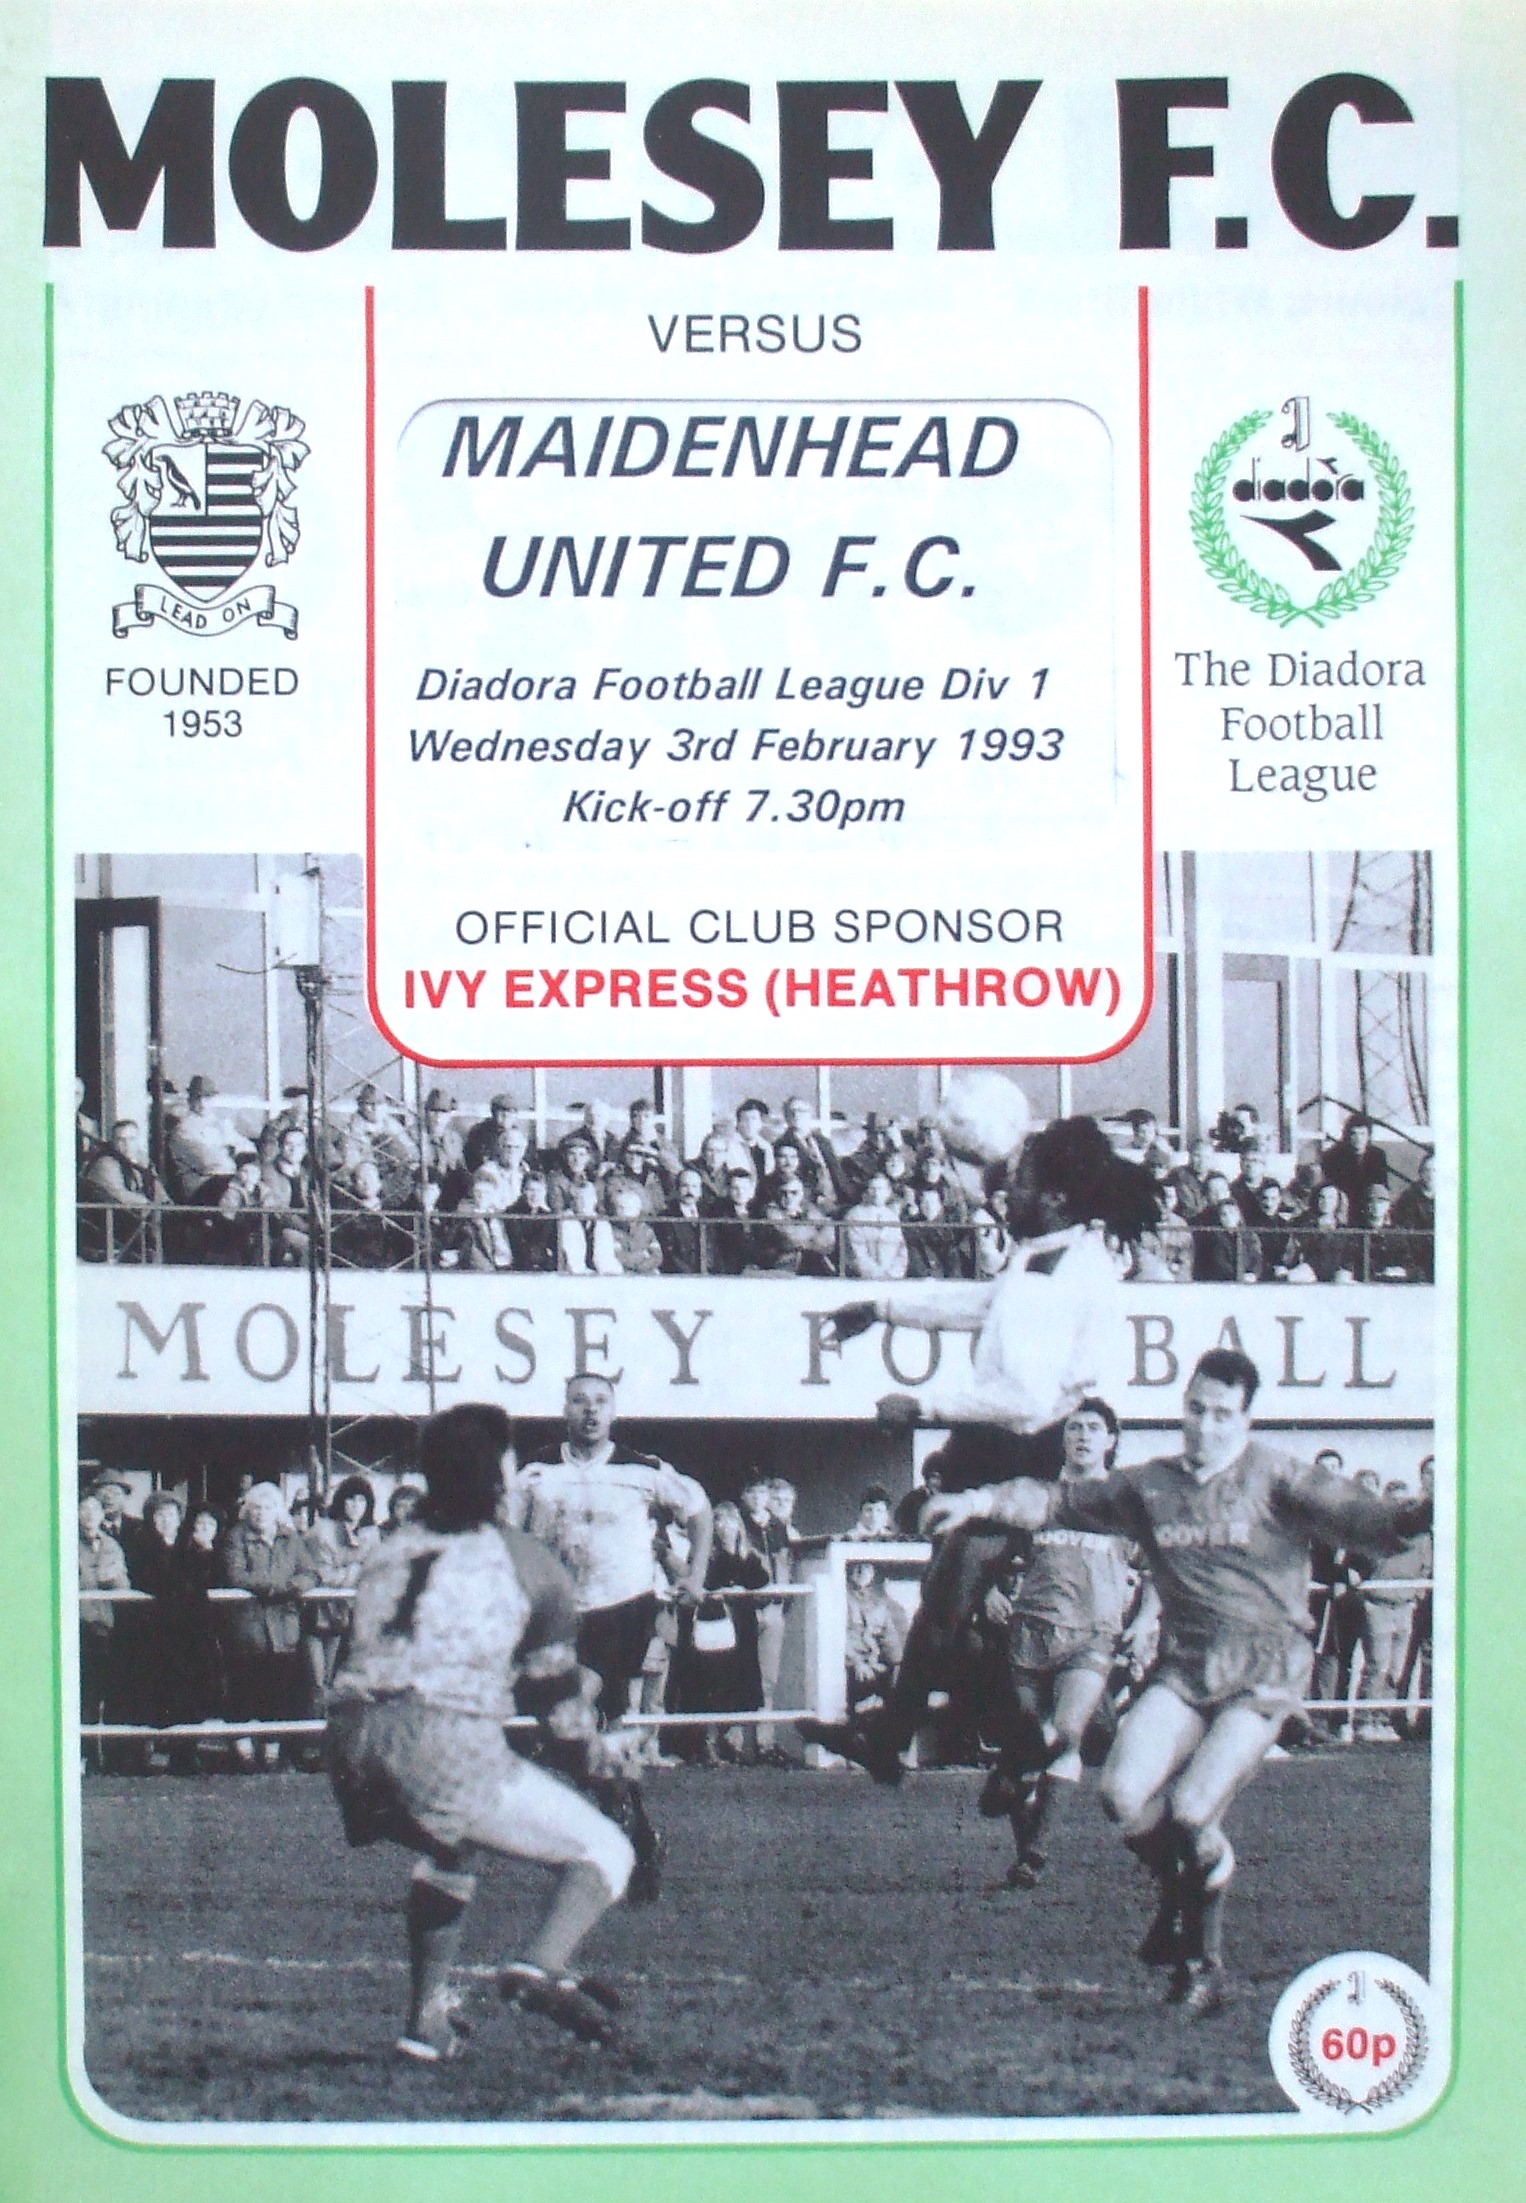 MOLESEY F.C.
VERSUS
MAIDENHEAD
UNITED F.C.
Diadora Football League Div 1
Wednesday 3rd February 1993
Kick-off 7.30pm
OFFICIAL CLUB SPONSOR
IVY EXPRESS (HEATHROW)
LEAD ON
FOUNDED
1953
diadora
The Diadora
Football
League
MOLESEY FOOTBALL
1
60p